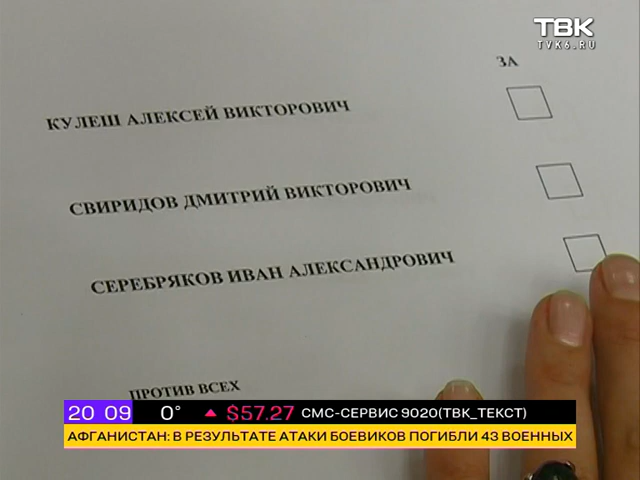 ТВК
TVK6.RU
ЗА
КУЛЕШ АЛЕКСЕЙ ВИКТОРОВИЧ
СВИРИДОВ ДМИТРИЙ ВИКТОРОВИЧ
СЕРЕБРЯКОВ ИВАН АЛЕКСАНДРОВИЧ
ПРОТИВ ВСЕХ
20 09 0° ▲ $57.27 СМС-СЕРВИС 9020(ТВК_ТЕКСТ)
АФГАНИСТАН: В РЕЗУЛЬТАТЕ АТАКИ БОЕВИКОВ ПОГИБЛИ 43 ВОЕННЫХ